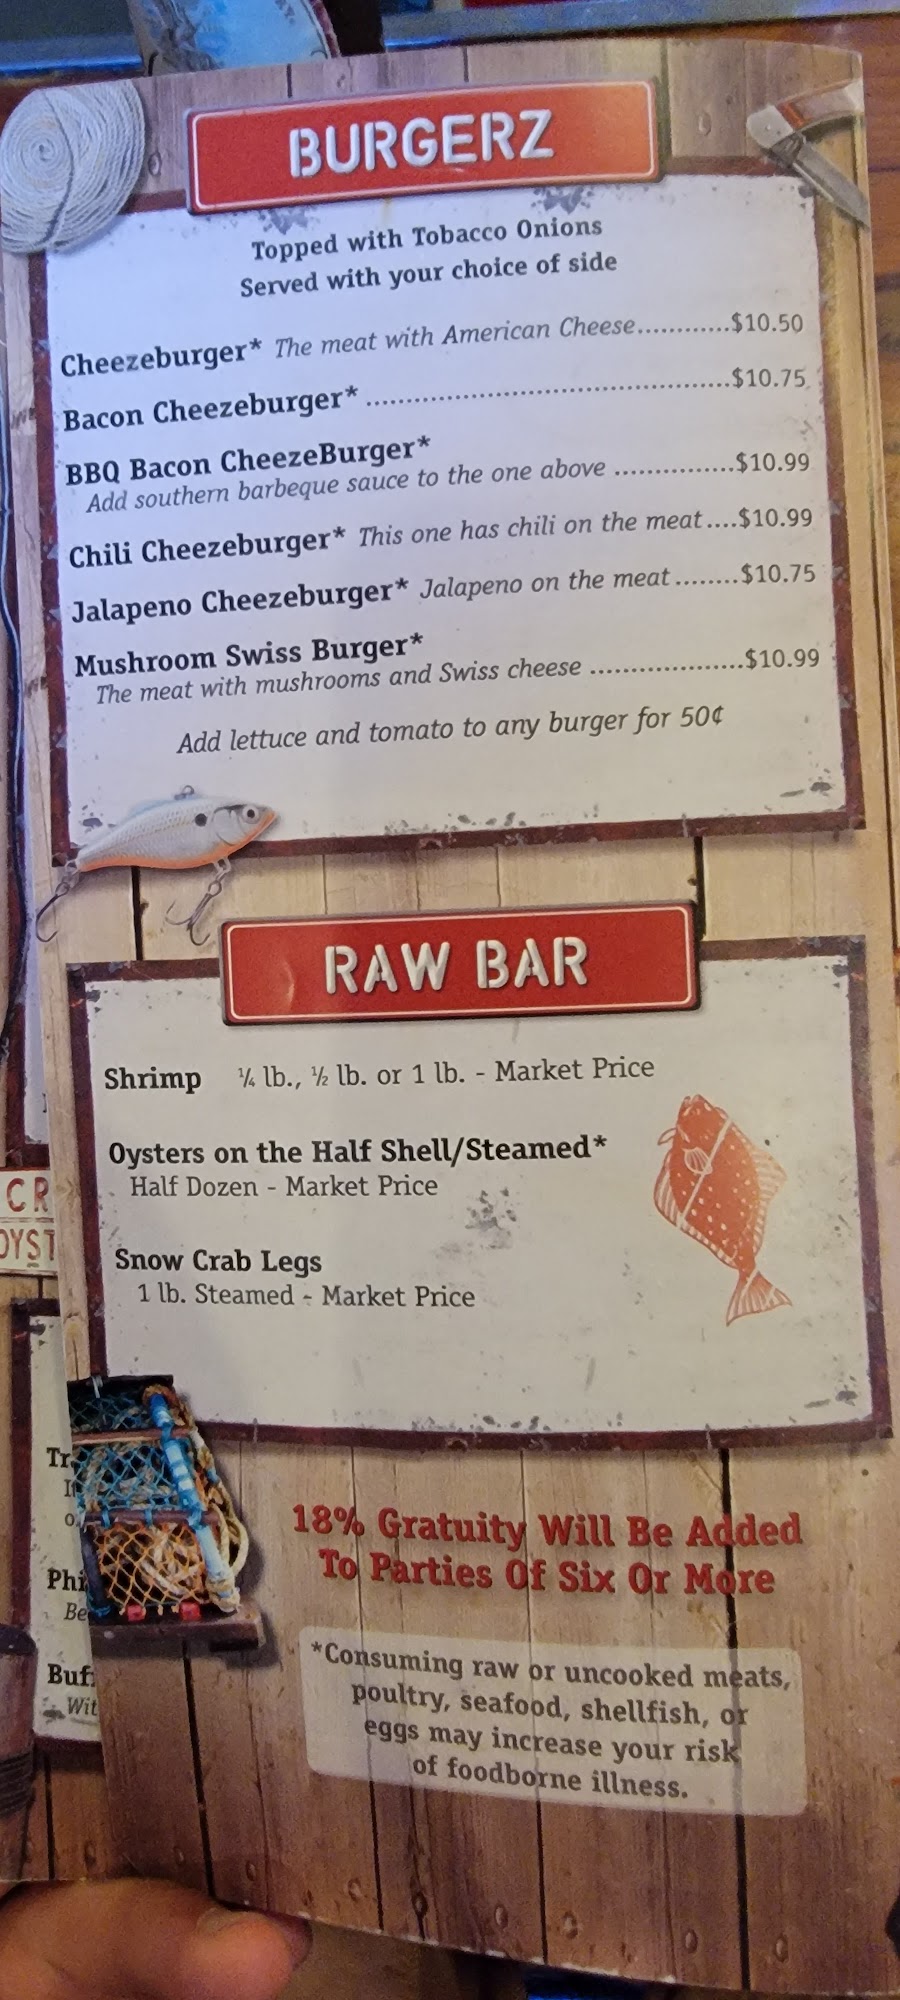 BURGERZ
Topped with Tobacco Onions
Served with your choice of side
Cheezeburger* The meat with American Cheese............$10.50
Bacon Cheezeburger* ................................................$10.75
BBQ Bacon CheezeBurger*
Add southern barbeque sauce to the one above ...............$10.99
Chili Cheezeburger* This one has chili on the meat....$10.99
Jalapeno Cheezeburger* Jalapeno on the meat........$10.75
Mushroom Swiss Burger*
The meat with mushrooms and Swiss cheese ....................$10.99
Add lettuce and tomato to any burger for 50¢
RAW BAR
Shrimp ¼ lb., ½ lb. or 1 lb. - Market Price
Oysters on the Half Shell/Steamed*
Half Dozen - Market Price
Snow Crab Legs
1 lb. Steamed - Market Price
18% Gratuity Will Be Added
To Parties Of Six Or More
*Consuming raw or uncooked meats,
poultry, seafood, shellfish, or
eggs may increase your risk
of foodborne illness.
CR
OYST
Tr
Phi
Be
Buf
Wit